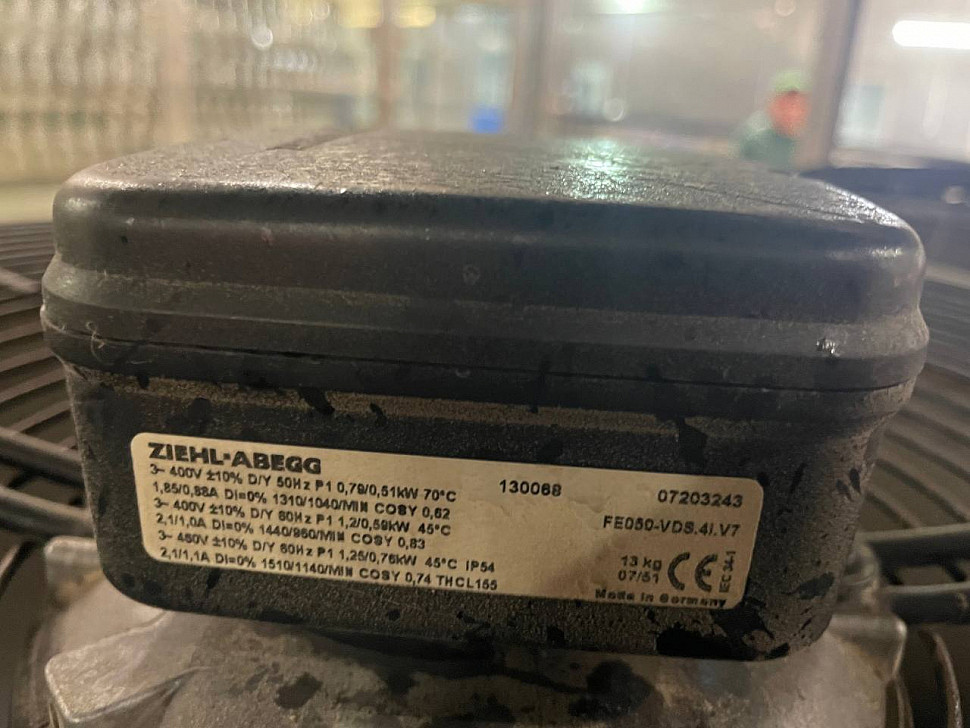 ZIEHL-ABEGG
3~ 400V ±10% D/Y 50Hz P1 0,79/0,51kW 70°C
1,85/0,88A DI=0% 1310/1040/MIN COSY 0,62
3~ 400V ±10% D/Y 60Hz P1 1,2/0,59kW 45°C
2,1/1,0A DI=0% 1440/960/MIN COSY 0,83
3~ 460V ±10% D/Y 60Hz P1 1,25/0,76kW 45°C IP54
2,1/1,1A DI=0% 1510/1140/MIN COSY 0,74 THCL155
130068
07203243
FE050-VDS.4I.V7
13 kg
07/51
CE
IEC 34-1
Made in Germany